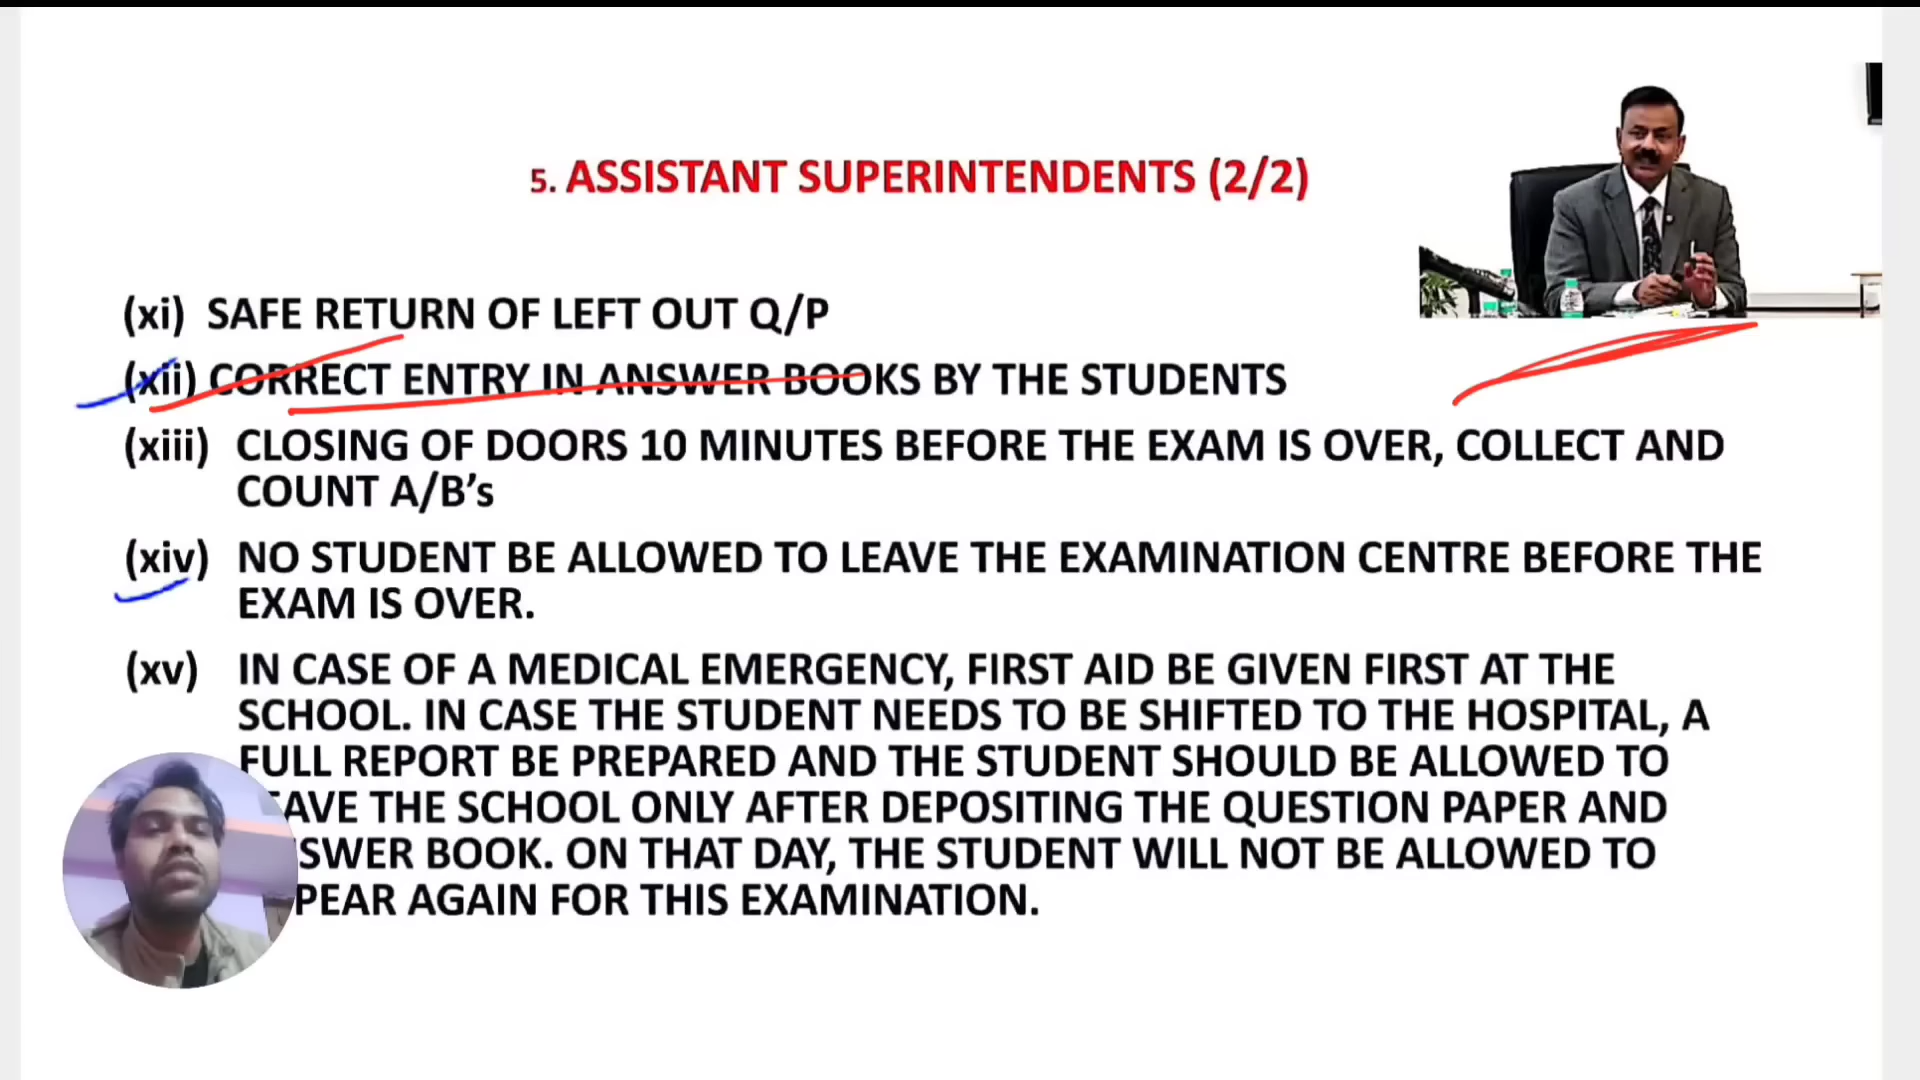 5. ASSISTANT SUPERINTENDENTS (2/2)
(xi) SAFE RETURN OF LEFT OUT Q/P
(xii) CORRECT ENTRY IN ANSWER BOOKS BY THE STUDENTS
(xiii) CLOSING OF DOORS 10 MINUTES BEFORE THE EXAM IS OVER, COLLECT AND
COUNT A/B’s
(xiv) NO STUDENT BE ALLOWED TO LEAVE THE EXAMINATION CENTRE BEFORE THE
EXAM IS OVER.
(xv) IN CASE OF A MEDICAL EMERGENCY, FIRST AID BE GIVEN FIRST AT THE
SCHOOL. IN CASE THE STUDENT NEEDS TO BE SHIFTED TO THE HOSPITAL, A
FULL REPORT BE PREPARED AND THE STUDENT SHOULD BE ALLOWED TO
THE SCHOOL ONLY AFTER DEPOSITING THE QUESTION PAPER AND
BOOK. ON THAT DAY, THE STUDENT WILL NOT BE ALLOWED TO
AGAIN FOR THIS EXAMINATION.